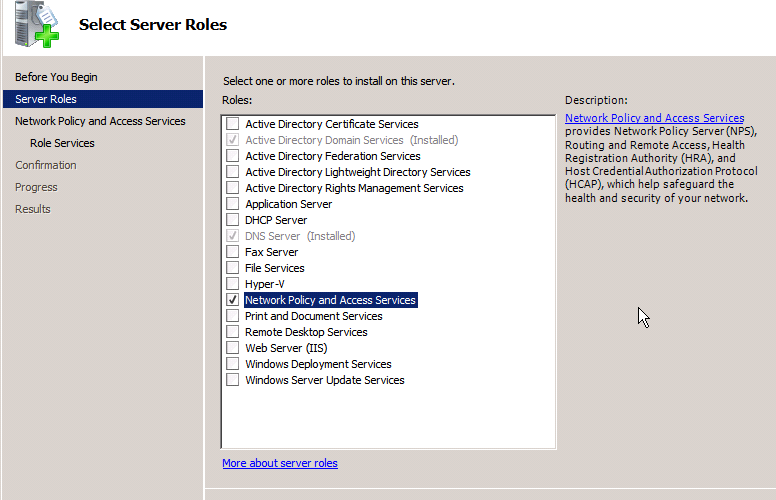 Select Server Roles
Before You Begin
Server Roles
Network Policy and Access Services
Role Services
Confirmation
Progress
Results
Select one or more roles to install on this server.
Roles:
Active Directory Certificate Services
Active Directory Domain Services (Installed)
Active Directory Federation Services
Active Directory Lightweight Directory Services
Active Directory Rights Management Services
Application Server
DHCP Server
DNS Server (Installed)
Fax Server
File Services
Hyper-V
Network Policy and Access Services
Print and Document Services
Remote Desktop Services
Web Server (IIS)
Windows Deployment Services
Windows Server Update Services
More about server roles
Description:
Network Policy and Access Services
provides Network Policy Server (NPS),
Routing and Remote Access, Health
Registration Authority (HRA), and
Host Credential Authorization Protocol
(HCAP), which help safeguard the
health and security of your network.